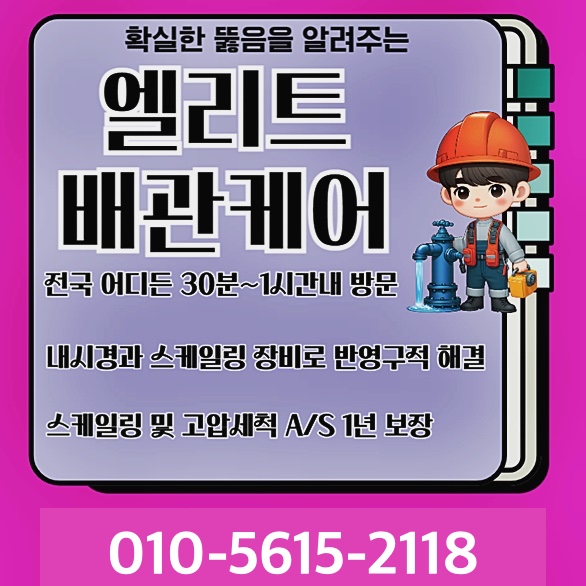 확실한 뚫음을 알려주는
엘리트
배관케어
전국 어디든 30분~1시간내 방문
내시경과 스케일링 장비로 반영구적 해결
스케일링 및 고압세척 A/S 1년 보장
010-5615-2118